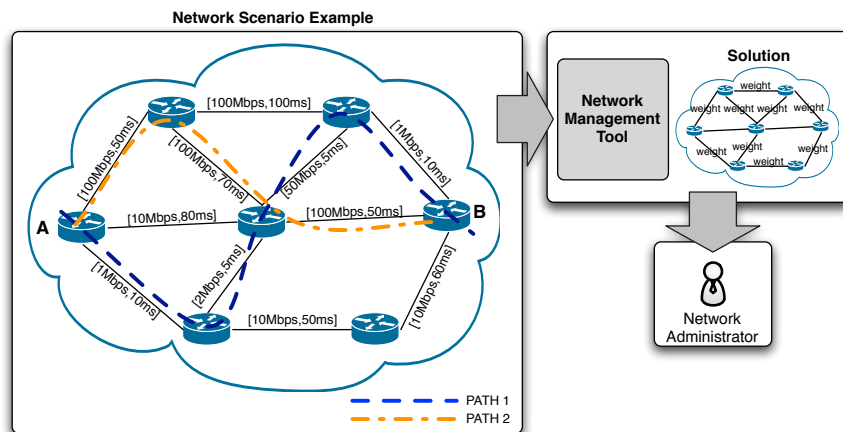 Network Scenario Example
[100Mbps,100ms]
[100Mbps,50ms]
[100Mbps,70ms]
[50Mbps,5ms]
[1Mbps,10ms]
A
[10Mbps,80ms]
[100Mbps,50ms]
B
[1Mbps,10ms]
[2Mbps,5ms]
[10Mbps,50ms]
[10Mbps,60ms]
PATH 1
PATH 2
Network
Management
Tool
Solution
weight
weight
weight
weight
weight
weight
weight
weight
weight
Network
Administrator